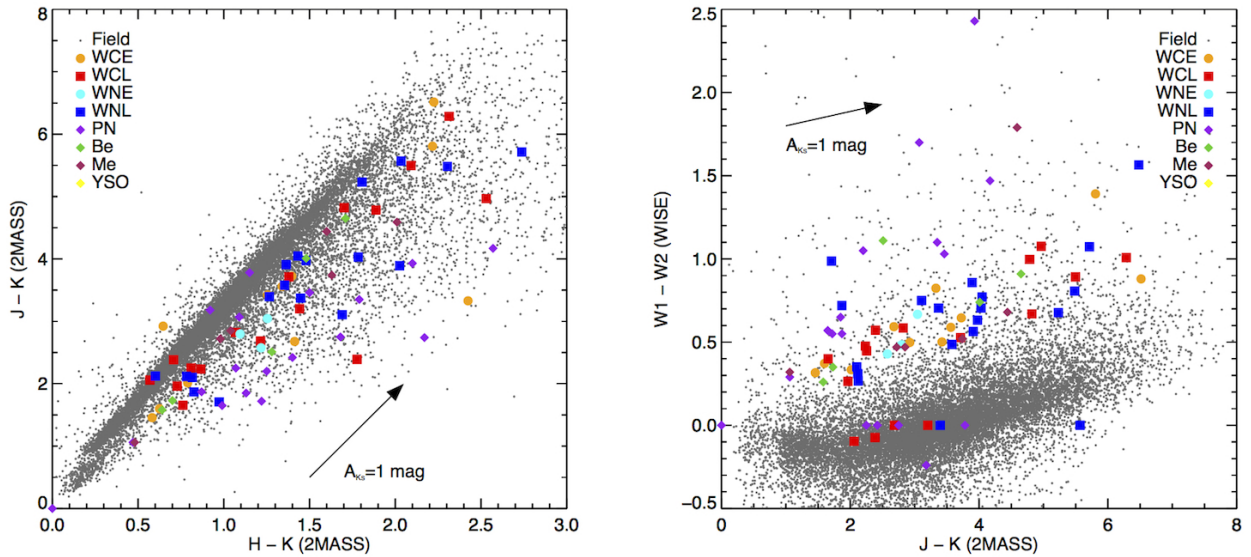 8
6
4
2
0
0.0 0.5 1.0 1.5 2.0 2.5 3.0
J – K (2MASS)
H – K (2MASS)
Field
WCE
WCL
WNE
WNL
PN
Be
Me
YSO
A_Ks=1 mag
2.5
2.0
1.5
1.0
0.5
0.0
−0.5
0 2 4 6 8
W1 – W2 (WISE)
J – K (2MASS)
Field
WCE
WCL
WNE
WNL
PN
Be
Me
YSO
A_Ks=1 mag